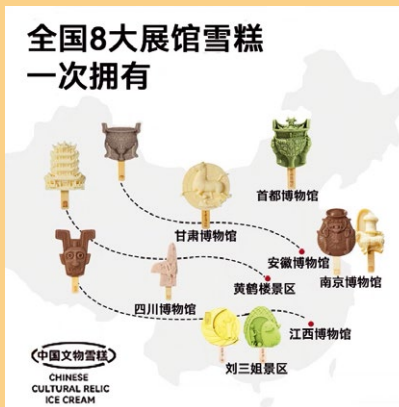 全国8大展馆雪糕
一次拥有
首都博物馆
甘肃博物馆
安徽博物馆
南京博物馆
黄鹤楼景区
四川博物馆
江西博物馆
刘三姐景区
中国文物雪糕
CHINESE
CULTURAL RELIC
ICE CREAM